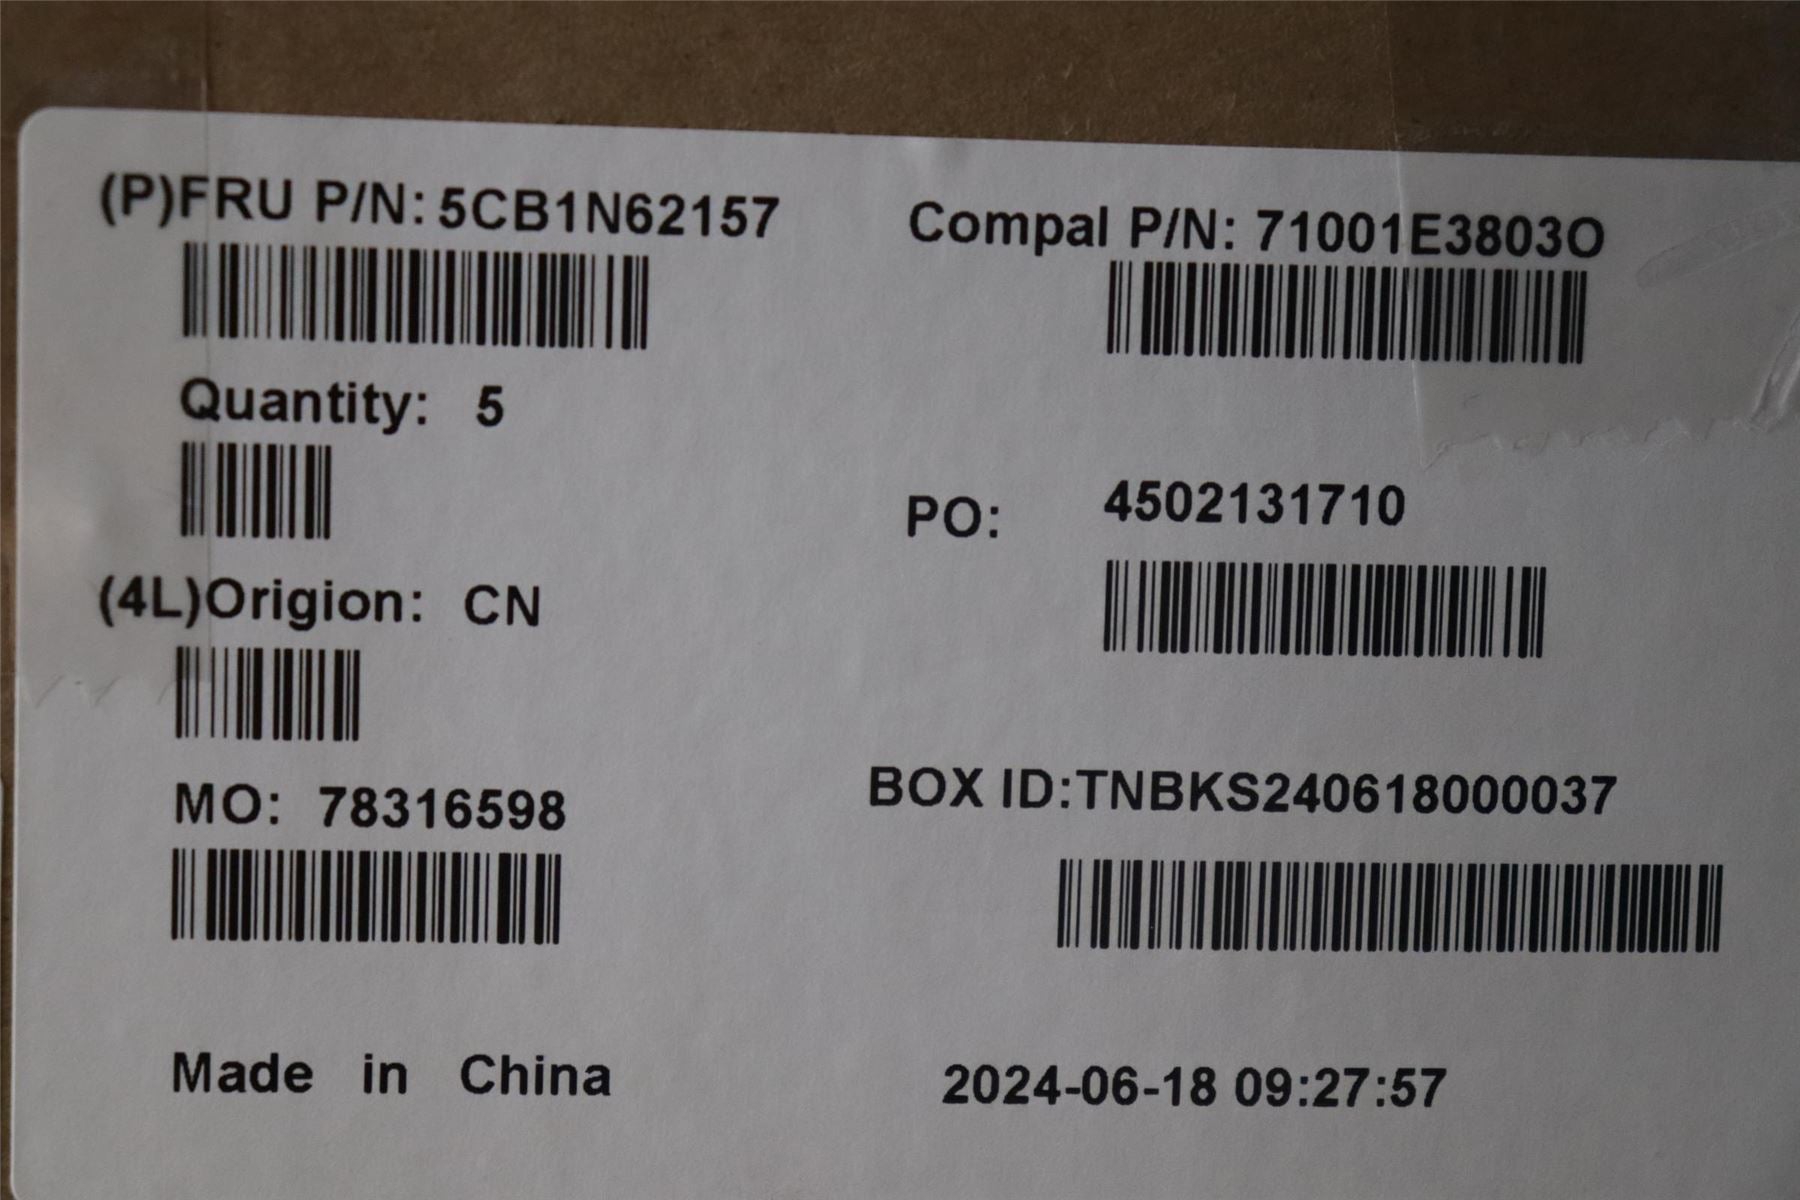 (P)FRU P/N: 5CB1N62157
Compal P/N: 71001E3803O
Quantity: 5
PO: 4502131710
(4L)Origion: CN
MO: 78316598
BOX ID:TNBKS240618000037
Made in China
2024-06-18 09:27:57